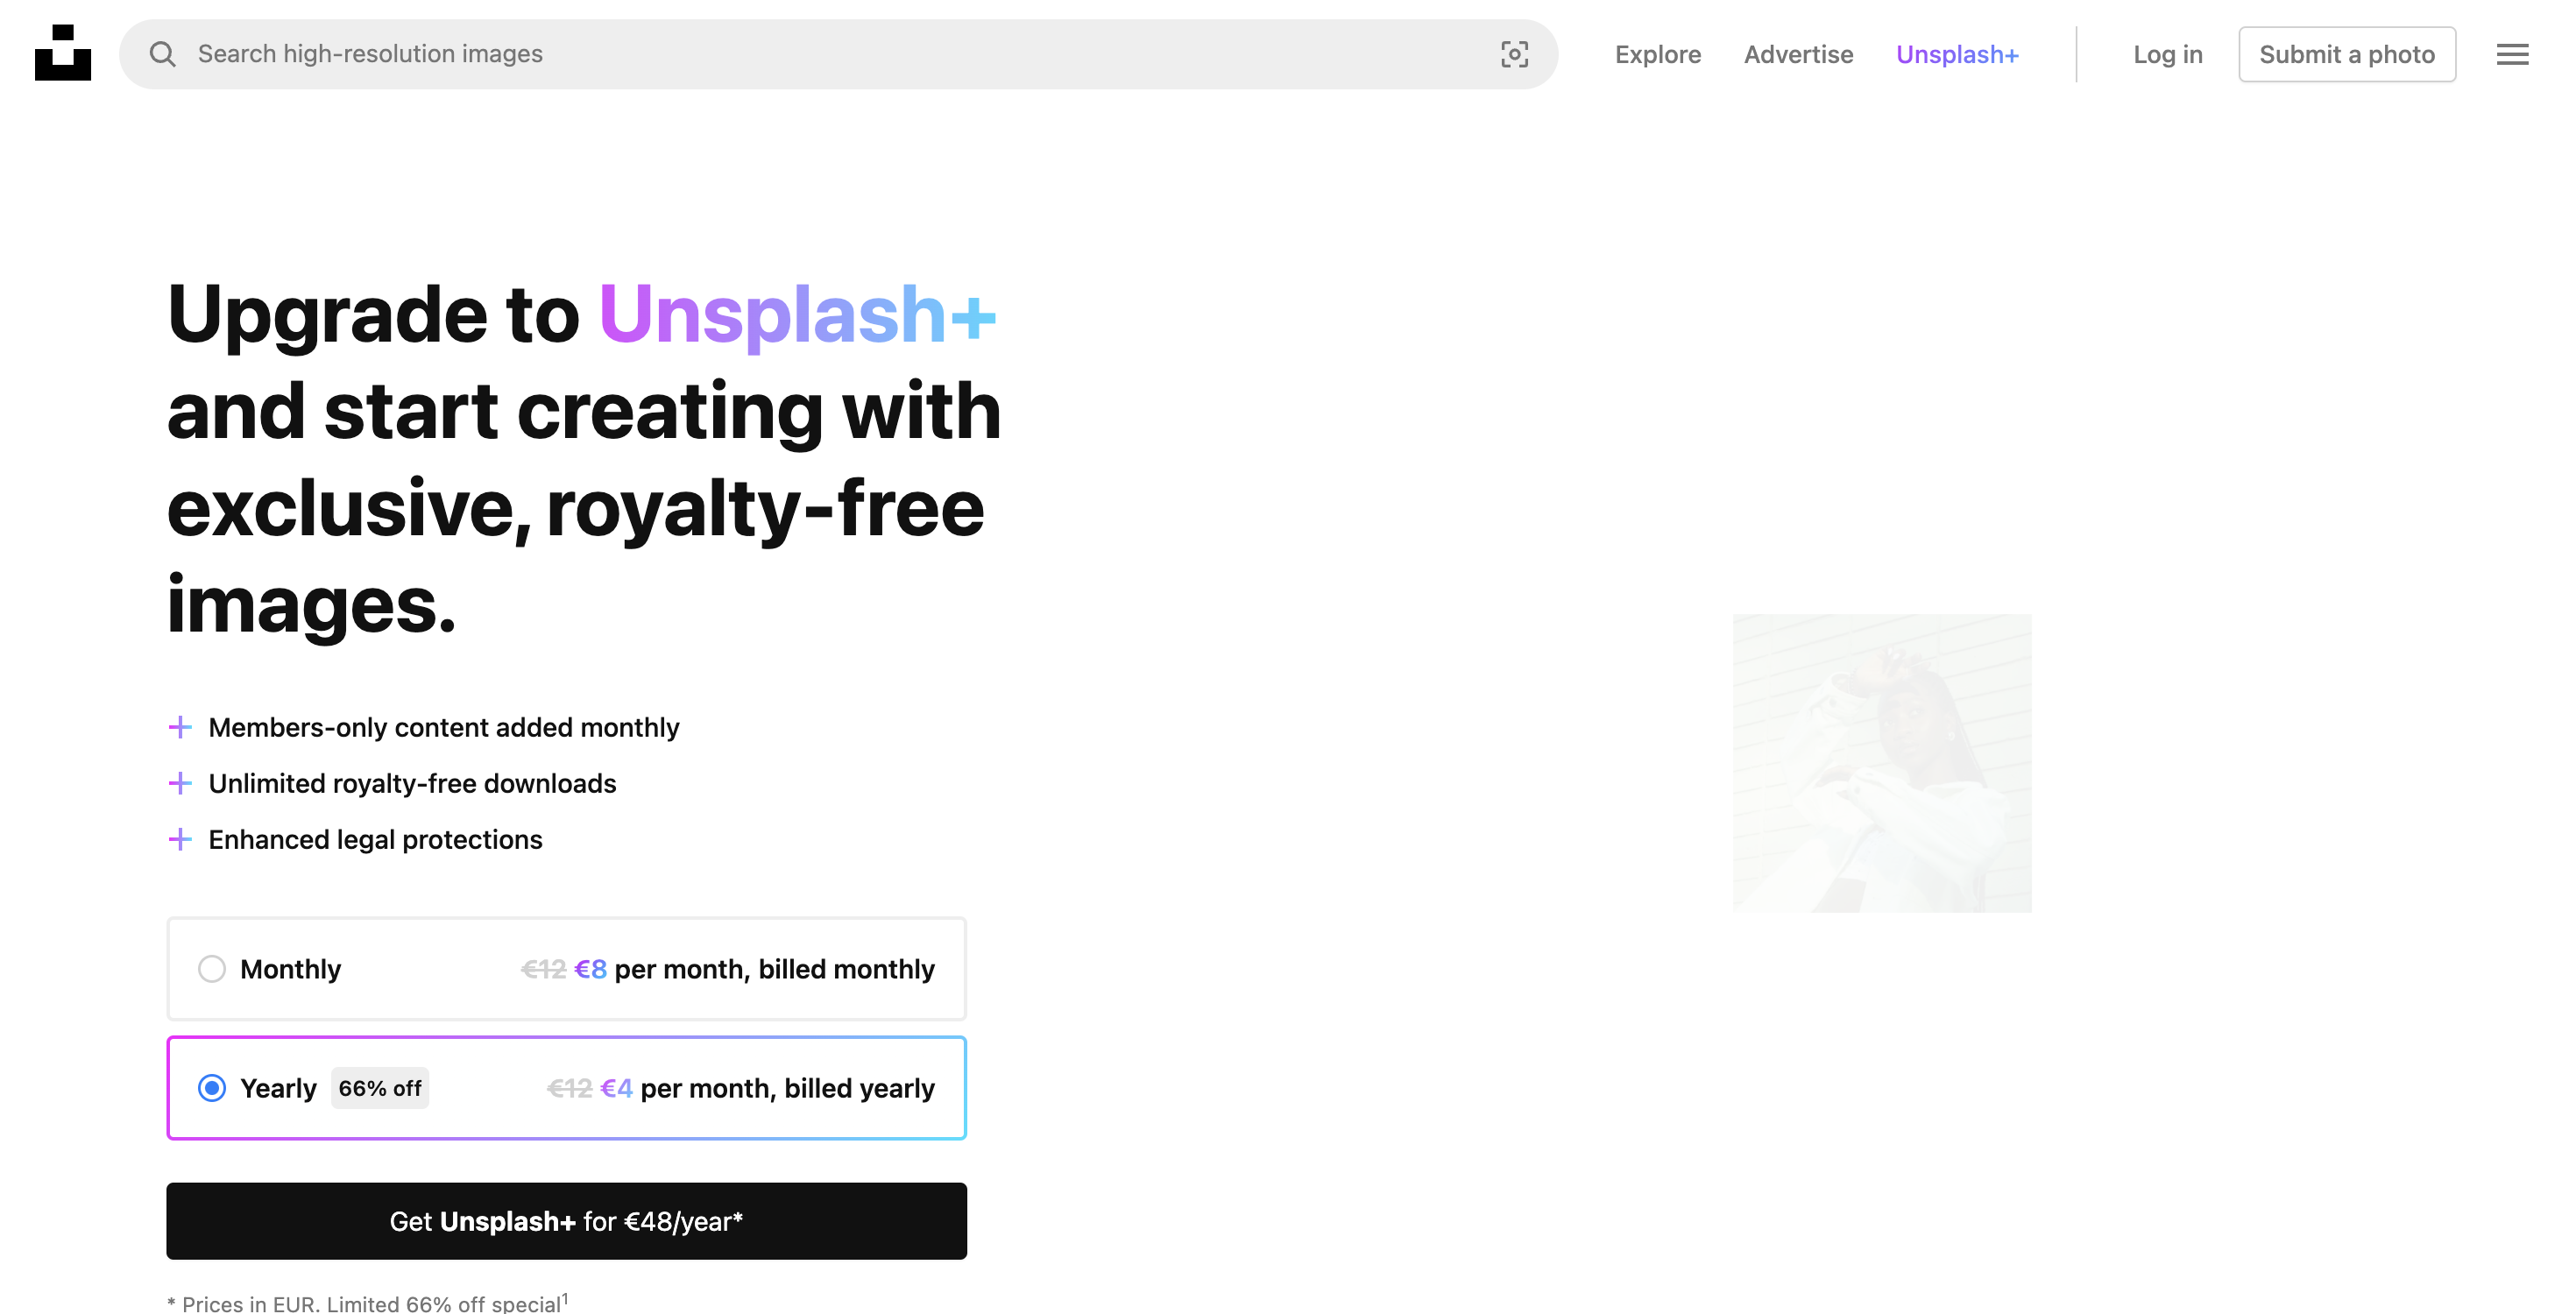 Search high-resolution images
Explore
Advertise
Unsplash+
Log in
Submit a photo
Upgrade to Unsplash+
and start creating with
exclusive, royalty-free
images.
Members-only content added monthly
Unlimited royalty-free downloads
Enhanced legal protections
Monthly €12 €8 per month, billed monthly
Yearly 66% off €12 €4 per month, billed yearly
Get Unsplash+ for €48/year*
* Prices in EUR. Limited 66% off special¹